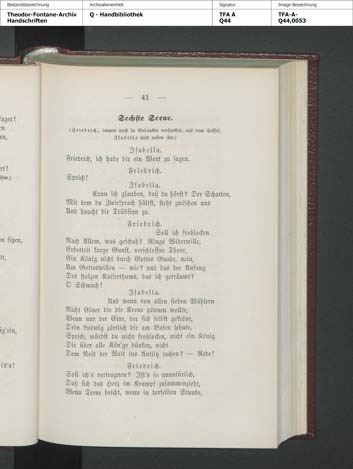 Bestandsbezeichnung
Archivalieneinheit
Signatur
Image-Bezeichnung
Theodor-Fontane-Archiv
Handschriften
Q - Handbibliothek
TFA A
Q44
TFA-A-
Q44,0053
— 41 —
Sechste Scene.
(Friedrich, immer noch in Gedanken versunken, auf dem Sessel,
Isabella tritt neben ihn.)
Isabella.
Friedrich, ich habe dir ein Wort zu sagen.
Friedrich.
Sprich!
Isabella.
Kann ich glauben, daß du hörst? Der Schatten,
Mit dem du Zwiesprach hältst, steht zwischen uns
Und haucht die Trübsinn zu.
Friedrich.
Soll ich frohlocken
Nach Allem, was geschah? Rings Widerwille,
Erbettelt karge Gunst, verschlossne Thore,
Ein König nicht durch Gottes Gnade, nein,
Um Gotteswillen — wie? und das der Anfang
Des stolzen Kaiserthums, das ich geträumt?
O Schmach!
Isabella.
Und wenn von allen sieben Wählern
Nicht Einer dir die Krone gönnen wollte,
Wenn nur der Eine, der sich selbst gekrönt,
Dein Ludwig zärtlich dir am Busen lehnte,
Sprich, würdst du nicht frohlocken, nicht ein König
Dir über alle Kön'ge dünken, nicht
Dem Neid der Welt ins Antlitz lachen? — Rede!
Friedrich.
Soll ich's verleugnen? Ist's so unnatürlich,
Daß sich das Herz im Krampf zusammenzieht,
Wenn Treue bricht, wenn in derselben Stunde,